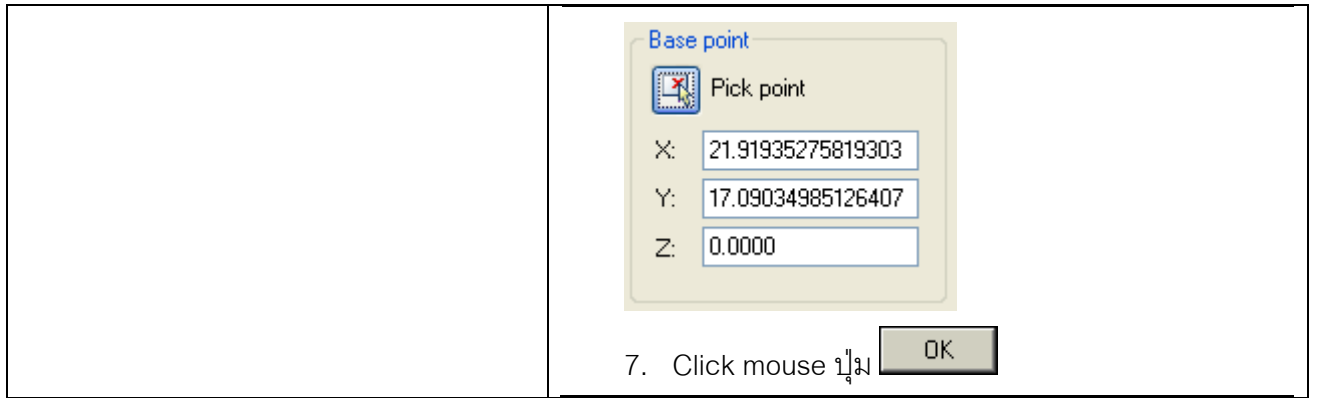 Base point
Pick point
X: 21.91935275819303
Y: 17.09034985126407
Z: 0.0000
7. Click mouse ปุ่ม OK